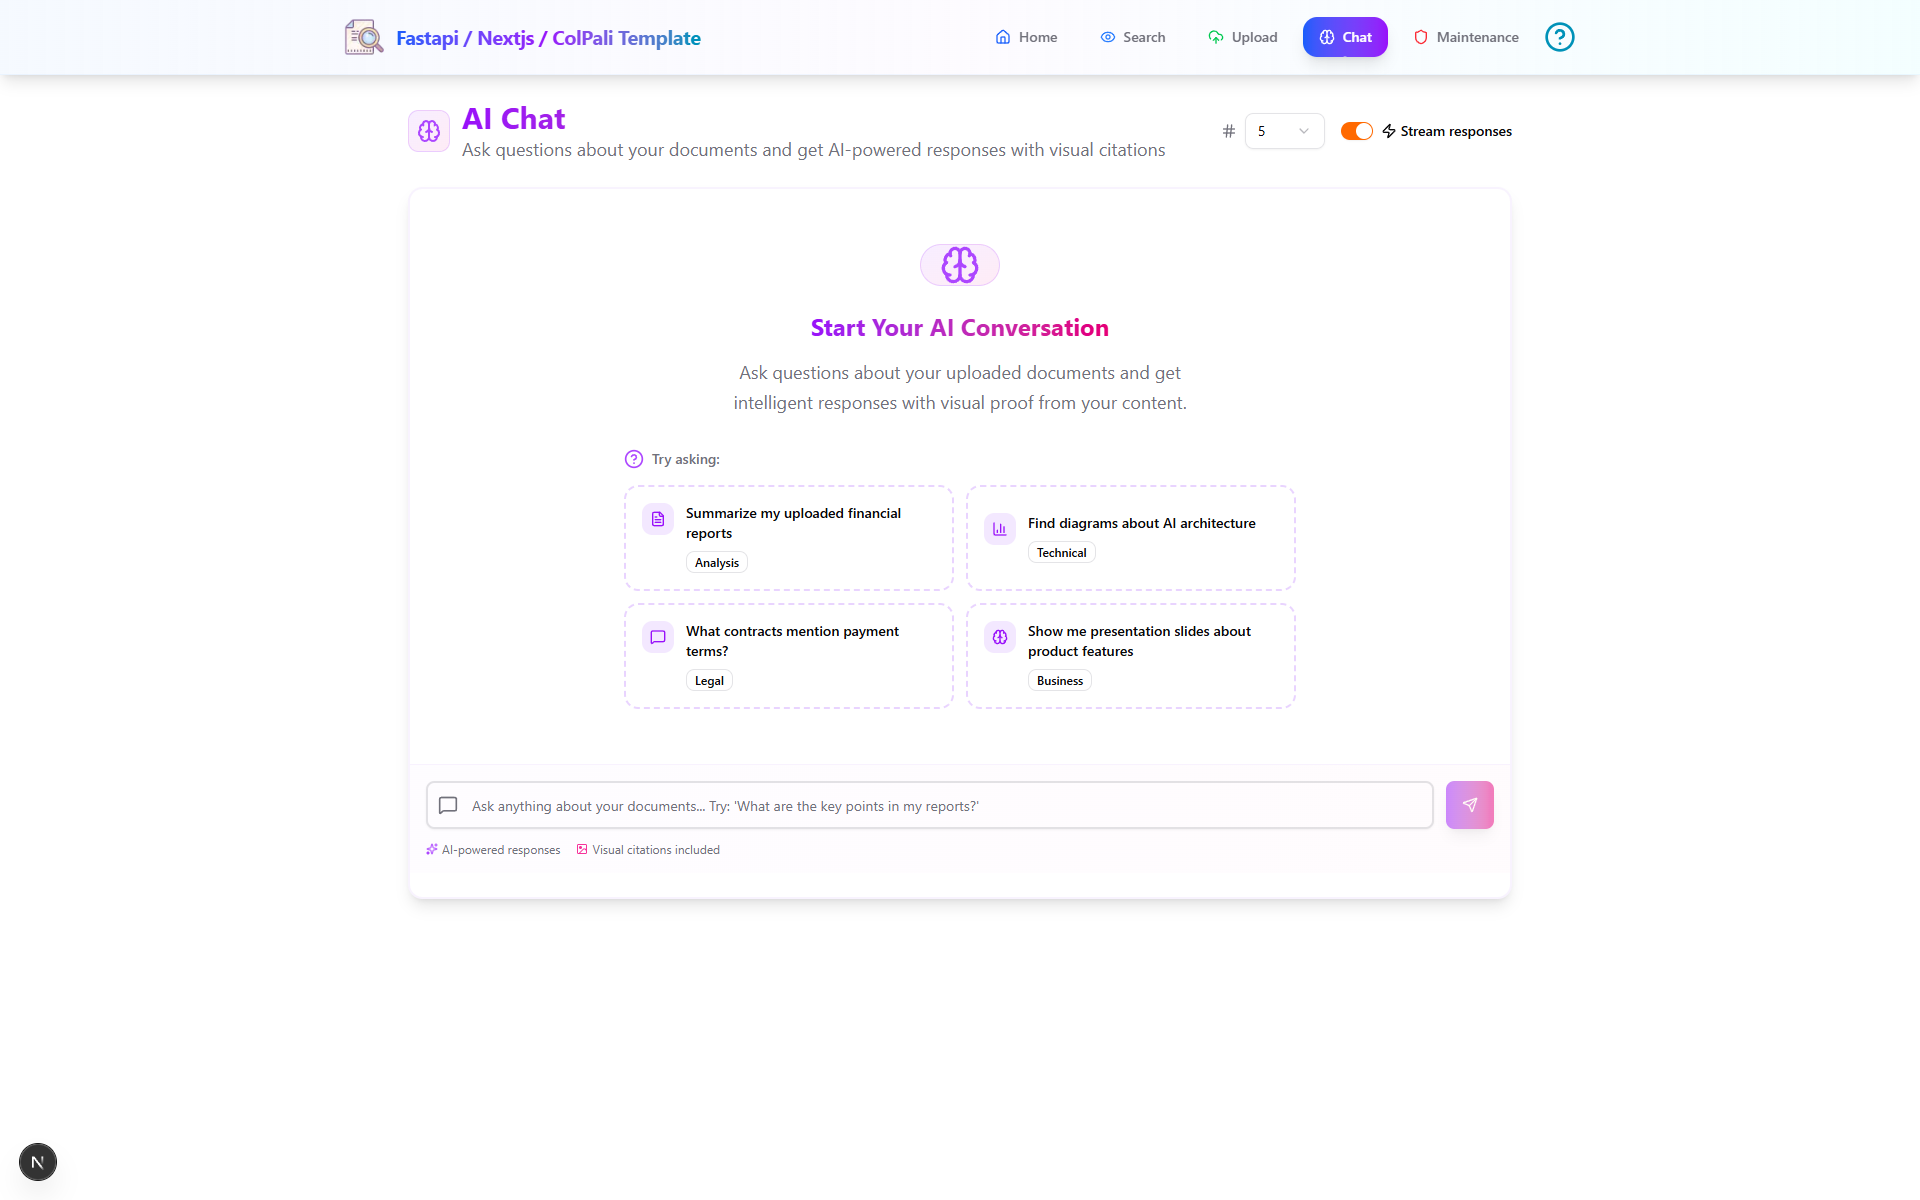 Fastapi / Nextjs / ColPali Template
Home
Search
Upload
Chat
Maintenance
AI Chat
Ask questions about your documents and get AI-powered responses with visual citations
# 5
Stream responses
Start Your AI Conversation
Ask questions about your uploaded documents and get
intelligent responses with visual proof from your content.
Try asking:
Summarize my uploaded financial
reports
Analysis
Find diagrams about AI architecture
Technical
What contracts mention payment
terms?
Legal
Show me presentation slides about
product features
Business
Ask anything about your documents... Try: 'What are the key points in my reports?'
AI-powered responses
Visual citations included
N